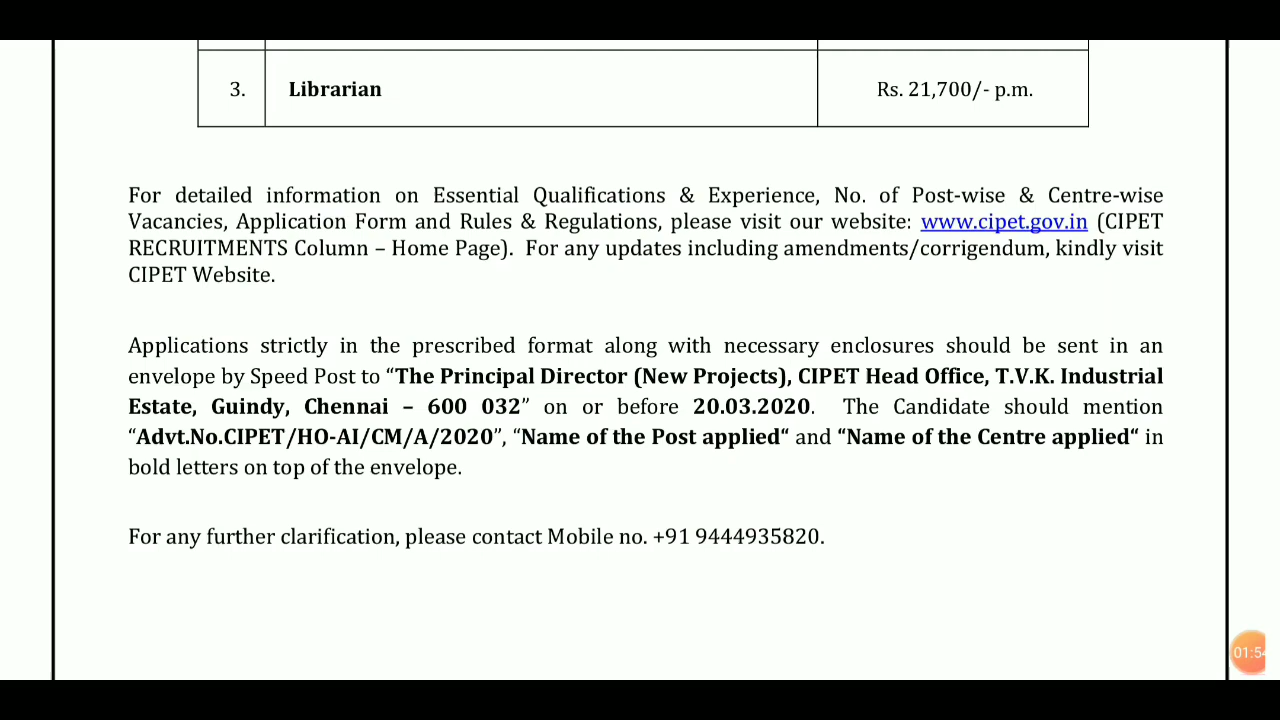 3. Librarian Rs. 21,700/- p.m.
For detailed information on Essential Qualifications & Experience, No. of Post-wise & Centre-wise
Vacancies, Application Form and Rules & Regulations, please visit our website: www.cipet.gov.in (CIPET
RECRUITMENTS Column – Home Page). For any updates including amendments/corrigendum, kindly visit
CIPET Website.
Applications strictly in the prescribed format along with necessary enclosures should be sent in an
envelope by Speed Post to “The Principal Director (New Projects), CIPET Head Office, T.V.K. Industrial
Estate, Guindy, Chennai – 600 032” on or before 20.03.2020. The Candidate should mention
“Advt.No.CIPET/HO-AI/CM/A/2020”, “Name of the Post applied“ and “Name of the Centre applied“ in
bold letters on top of the envelope.
For any further clarification, please contact Mobile no. +91 9444935820.
01:54